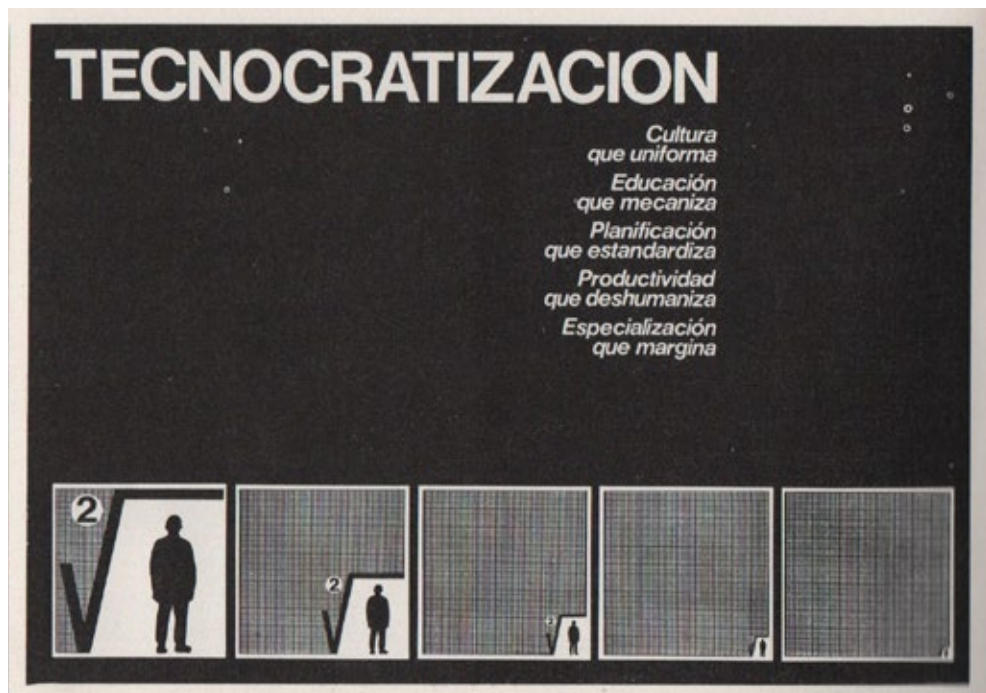 TECNOCRATIZACION
Cultura
que uniforma
Educación
que mecaniza
Planificación
que estandardiza
Productividad
que deshumaniza
Especialización
que margina
2
2
2